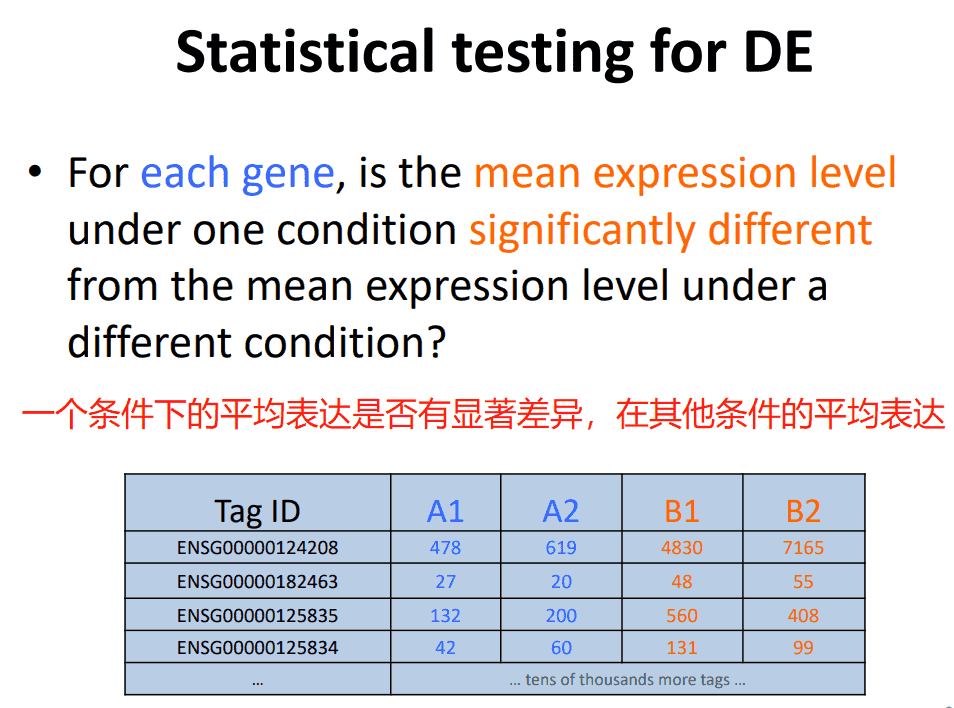 Statistical testing for DE
• For each gene, is the mean expression level
under one condition significantly different
from the mean expression level under a
different condition?
一个条件下的平均表达是否有显著差异，在其他条件的平均表达
Tag ID A1 A2 B1 B2
ENSG00000124208 478 619 4830 7165
ENSG00000182463 27 20 48 55
ENSG00000125835 132 200 560 408
ENSG00000125834 42 60 131 99
... ... tens of thousands more tags ...